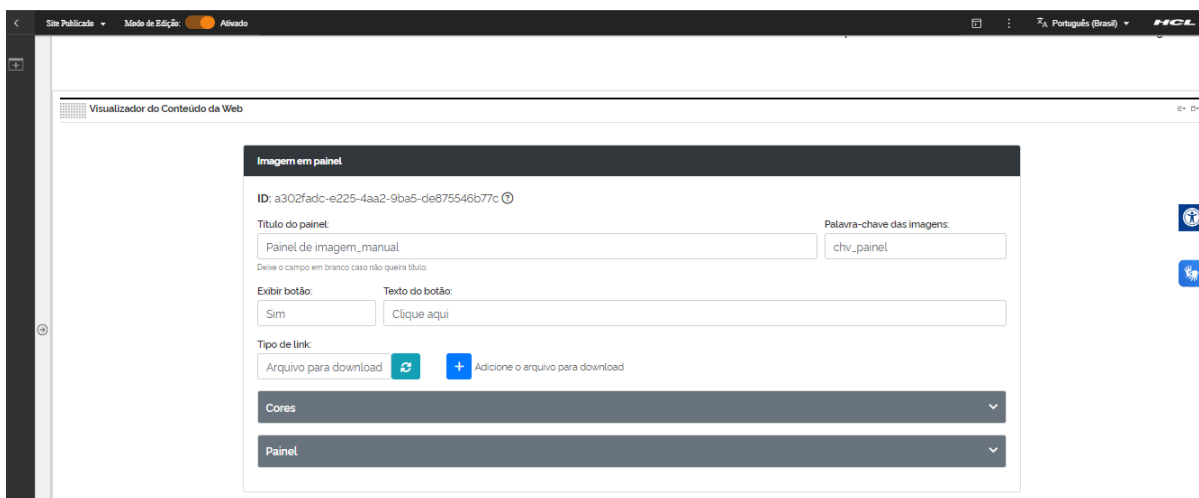 Site Publicado Modo de Edição: Ativado Português (Brasil) HCL
Visualizador do Conteúdo da Web
Imagem em painel
ID: a302fadc-e225-4aa2-9ba5-de875546b77c
Título do painel: Palavra-chave das imagens:
Painel de imagem_manual chv_painel
Deixe o campo em branco caso não queira título.
Exibir botão: Texto do botão:
Sim Clique aqui
Tipo de link:
Arquivo para download Adicione o arquivo para download
Cores
Painel